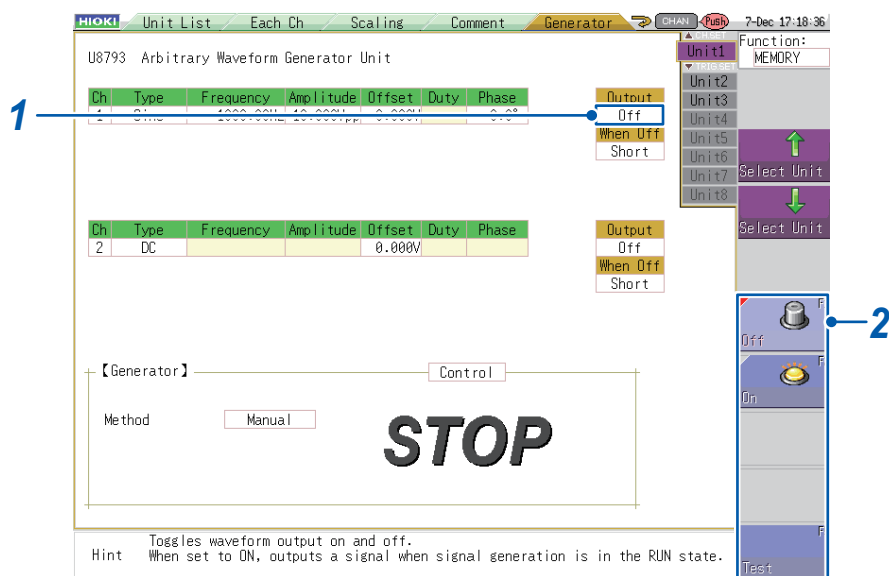 HIOKI Unit List Each Ch Scaling Comment Generator CHAN Push 7-Dec 17:18:36
U8793 Arbitrary Waveform Generator Unit
CH.SET
Unit1
TRIG.SET
Unit2
Unit3
Unit4
Unit5
Unit6
Unit7
Unit8
Function:
MEMORY
Select Unit
Select Unit
Ch Type Frequency Amplitude Offset Duty Phase
Output
Off
When Off
Short
1
Ch Type Frequency Amplitude Offset Duty Phase
2 DC 0.000V
Output
Off
When Off
Short
2
F
Off
F
On
F
Test
【Generator】 Control
Method Manual
STOP
Hint Toggles waveform output on and off.
When set to ON, outputs a signal when signal generation is in the RUN state.